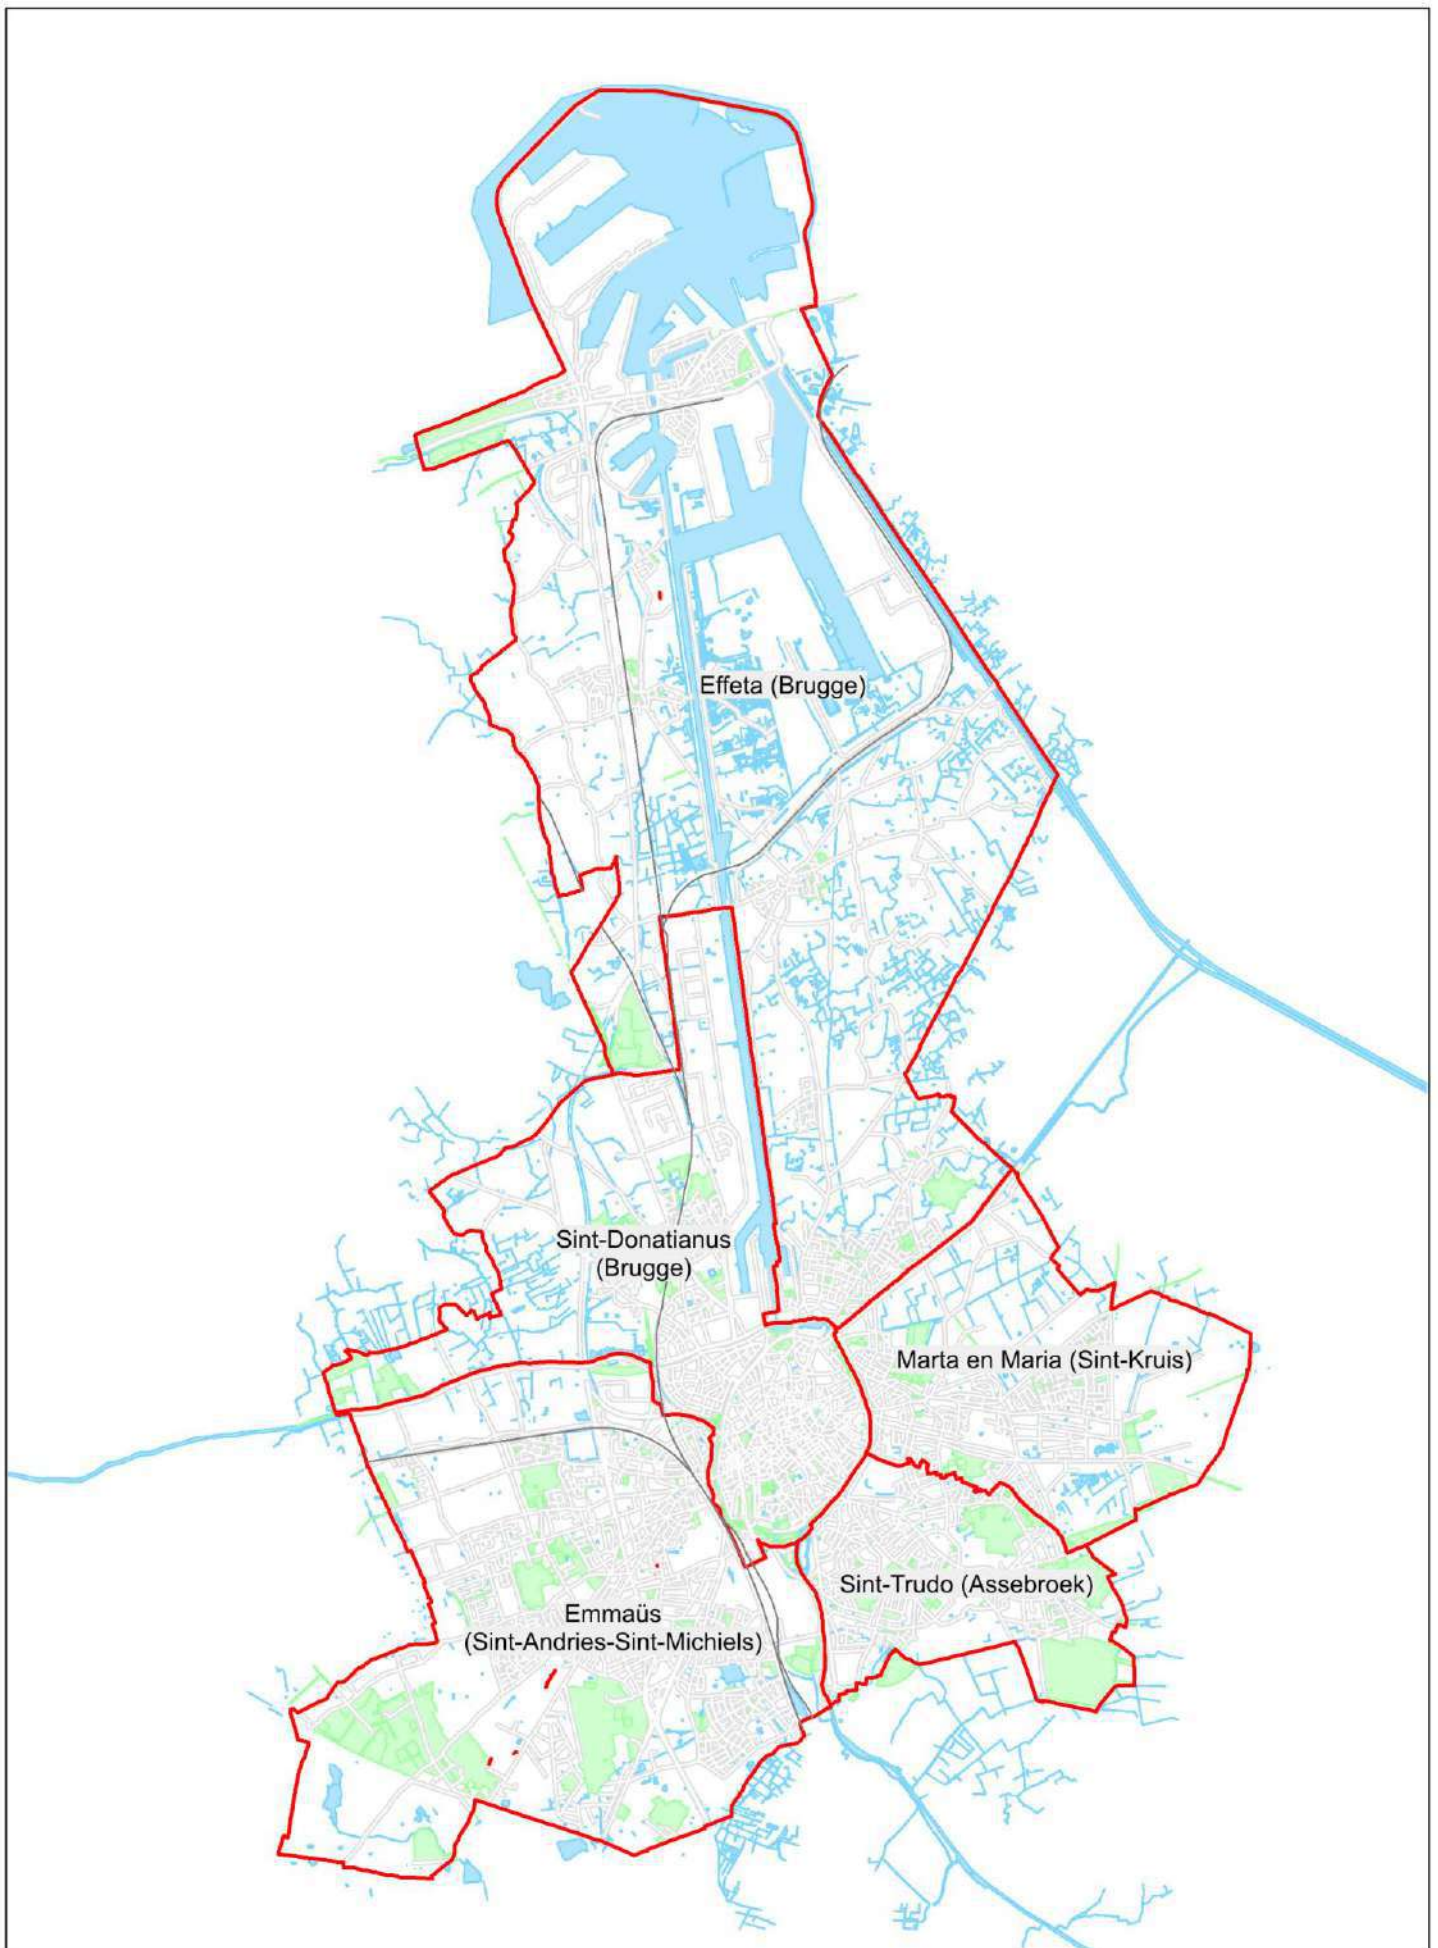 Effeta (Brugge)
Sint-Donatianus
(Brugge)
Marta en Maria (Sint-Kruis)
Sint-Trudo (Assebroek)
Emmaüs
(Sint-Andries-Sint-Michiels)